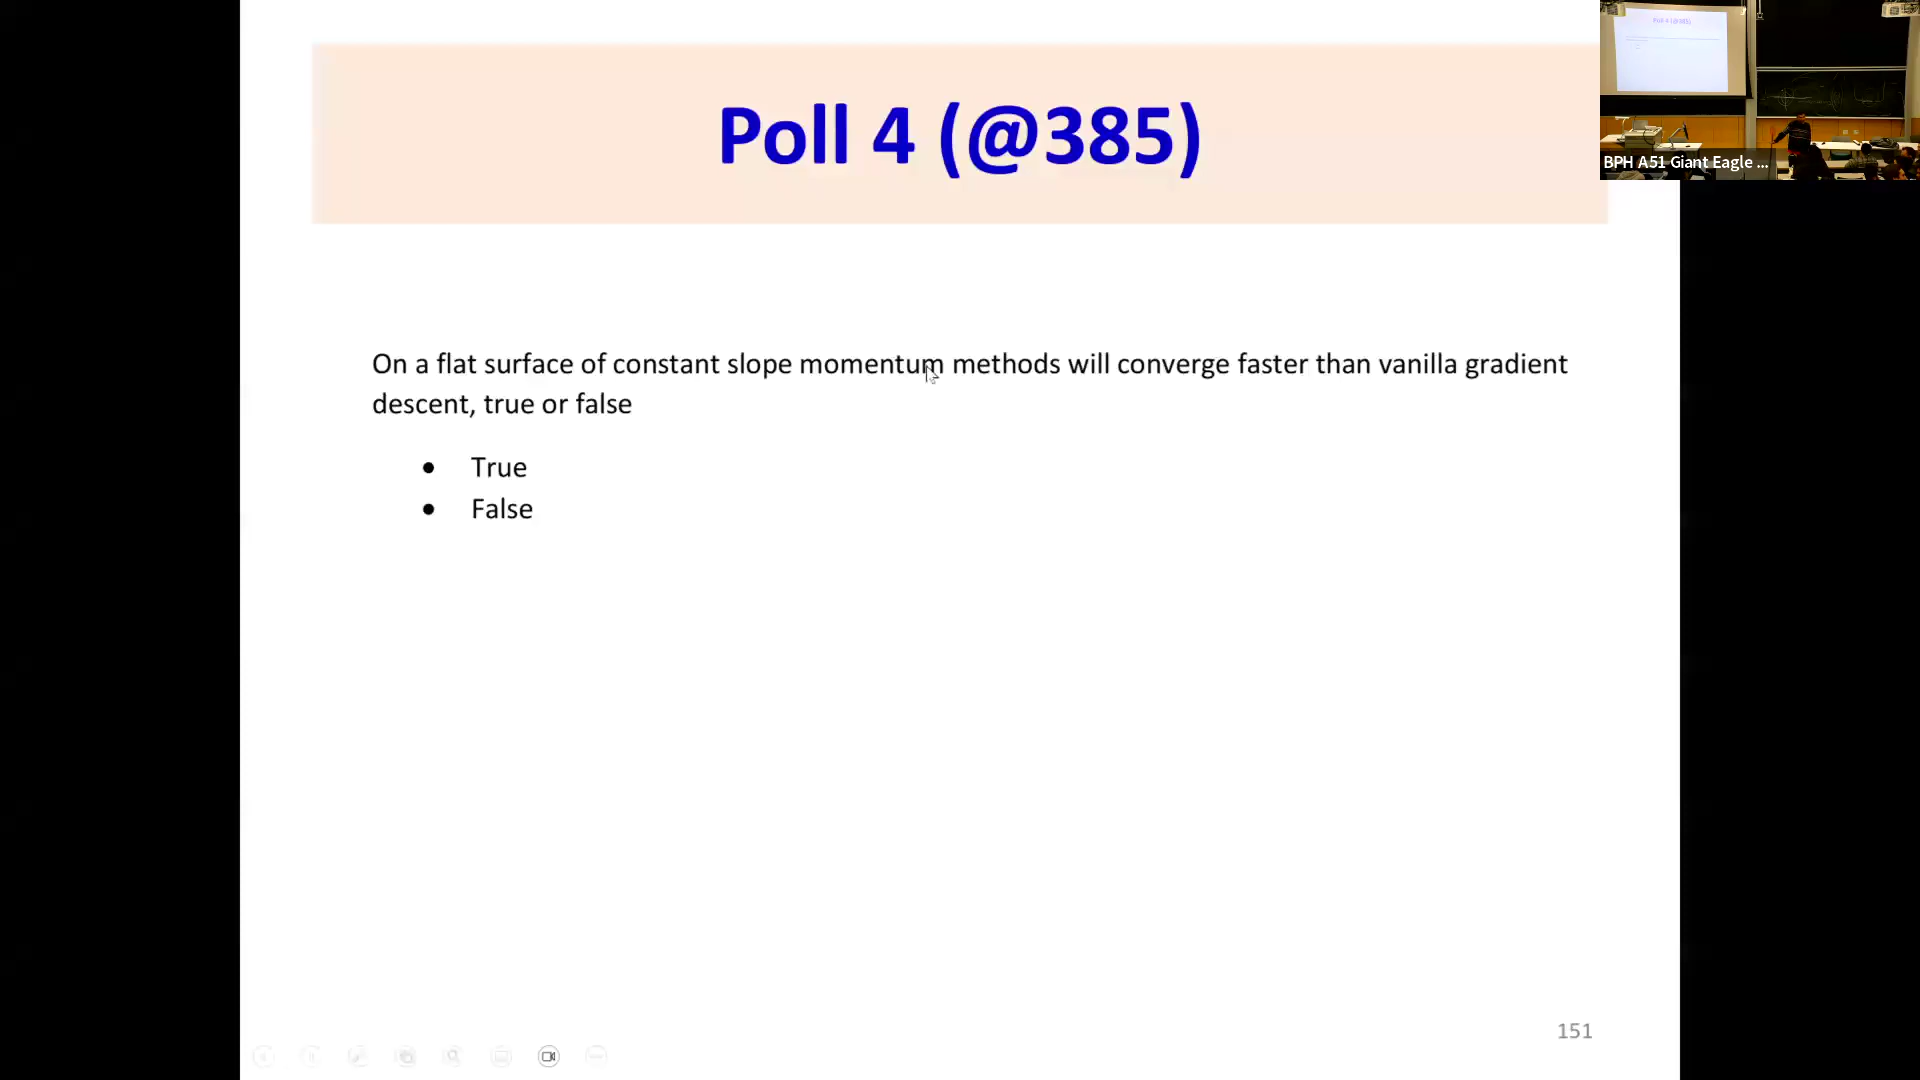 Poll 4 (@385)
BPH A51 Giant Eagle ...
On a flat surface of constant slope momentum methods will converge faster than vanilla gradient
descent, true or false
• True
• False
151